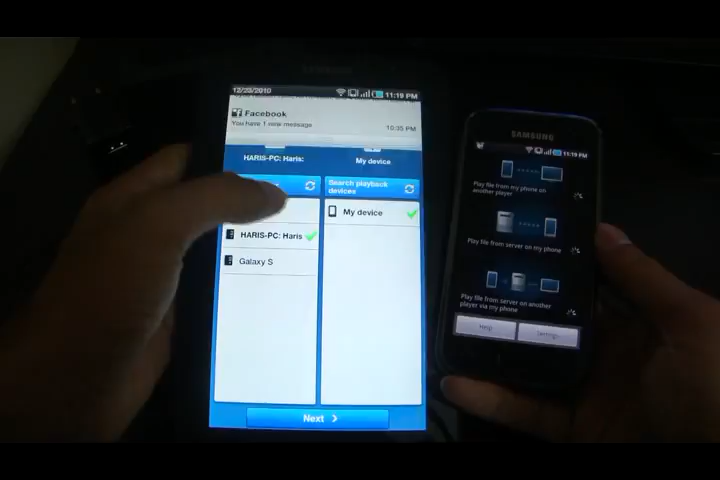 12/23/2010
11:19 PM
Facebook
You have 1 new message
10:35 PM
HARIS-PC: Haris:
My device
Search playback
devices
My device
HARIS-PC: Haris
Galaxy S
Next
SAMSUNG
11:19 PM
Play file from my phone on
another player
Play file from server on my phone
Play file from server on another
player via my phone
Help
Settings